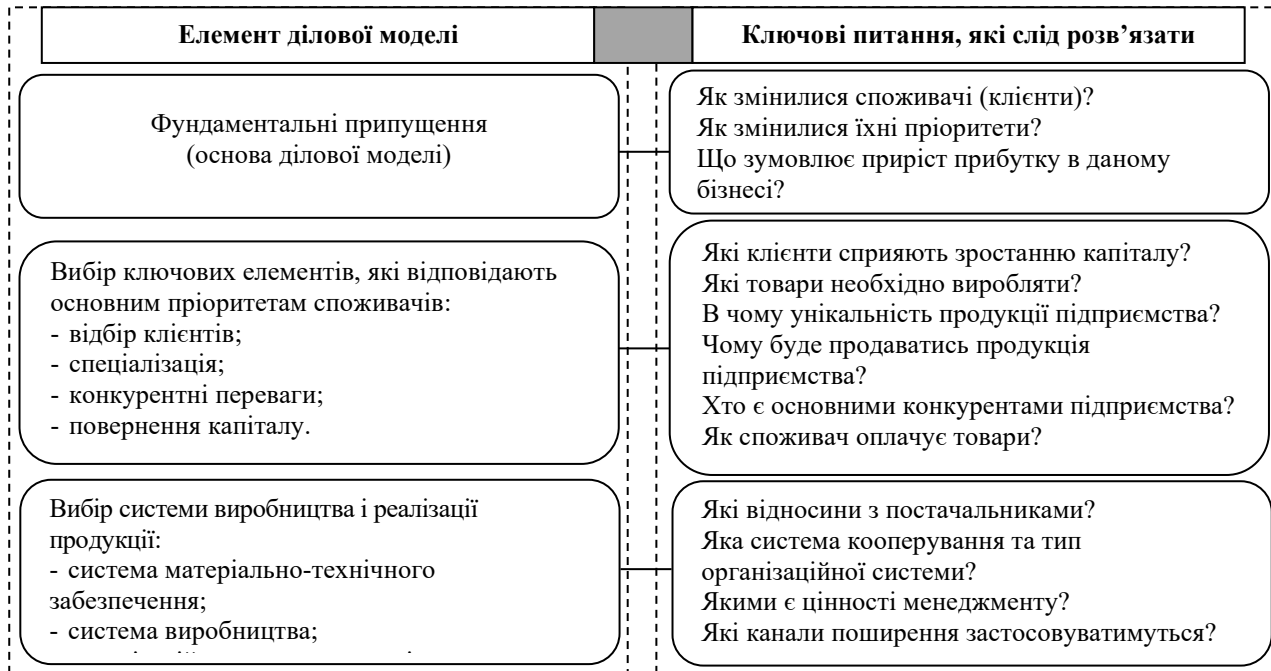 Елемент ділової моделі
Ключові питання, які слід розв’язати
Фундаментальні припущення
(основа ділової моделі)
Як змінилися споживачі (клієнти)?
Як змінилися їхні пріоритети?
Що зумовлює приріст прибутку в даному
бізнесі?
Вибір ключових елементів, які відповідають
основним пріоритетам споживачів:
- відбір клієнтів;
- спеціалізація;
- конкурентні переваги;
- повернення капіталу.
Які клієнти сприяють зростанню капіталу?
Які товари необхідно виробляти?
В чому унікальність продукції підприємства?
Чому буде продаватись продукція
підприємства?
Хто є основними конкурентами підприємства?
Як споживач оплачує товари?
Вибір системи виробництва і реалізації
продукції:
- система матеріально-технічного
забезпечення;
- система виробництва;
Які відносини з постачальниками?
Яка система кооперування та тип
організаційної системи?
Якими є цінності менеджменту?
Які канали поширення застосовуватимуться?